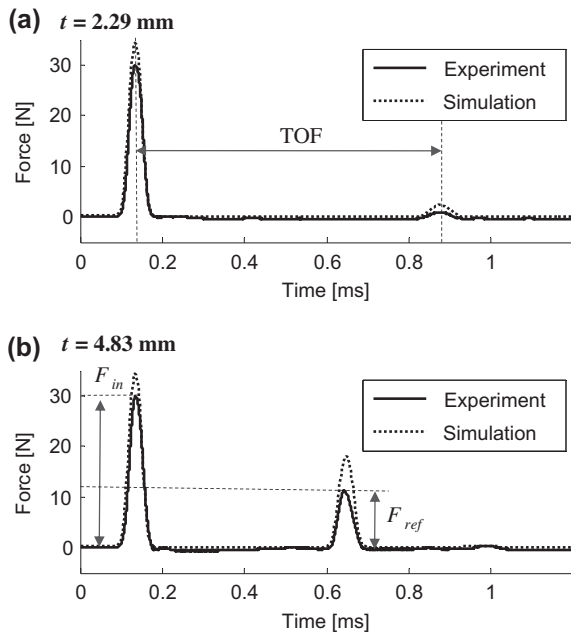 (a) t = 2.29 mm
30
20
10
0
Force [N]
Experiment
Simulation
TOF
0 0.2 0.4 0.6 0.8 1
Time [ms]
(b) t = 4.83 mm
F in
30
20
10
0
Force [N]
Experiment
Simulation
F ref
0 0.2 0.4 0.6 0.8 1
Time [ms]